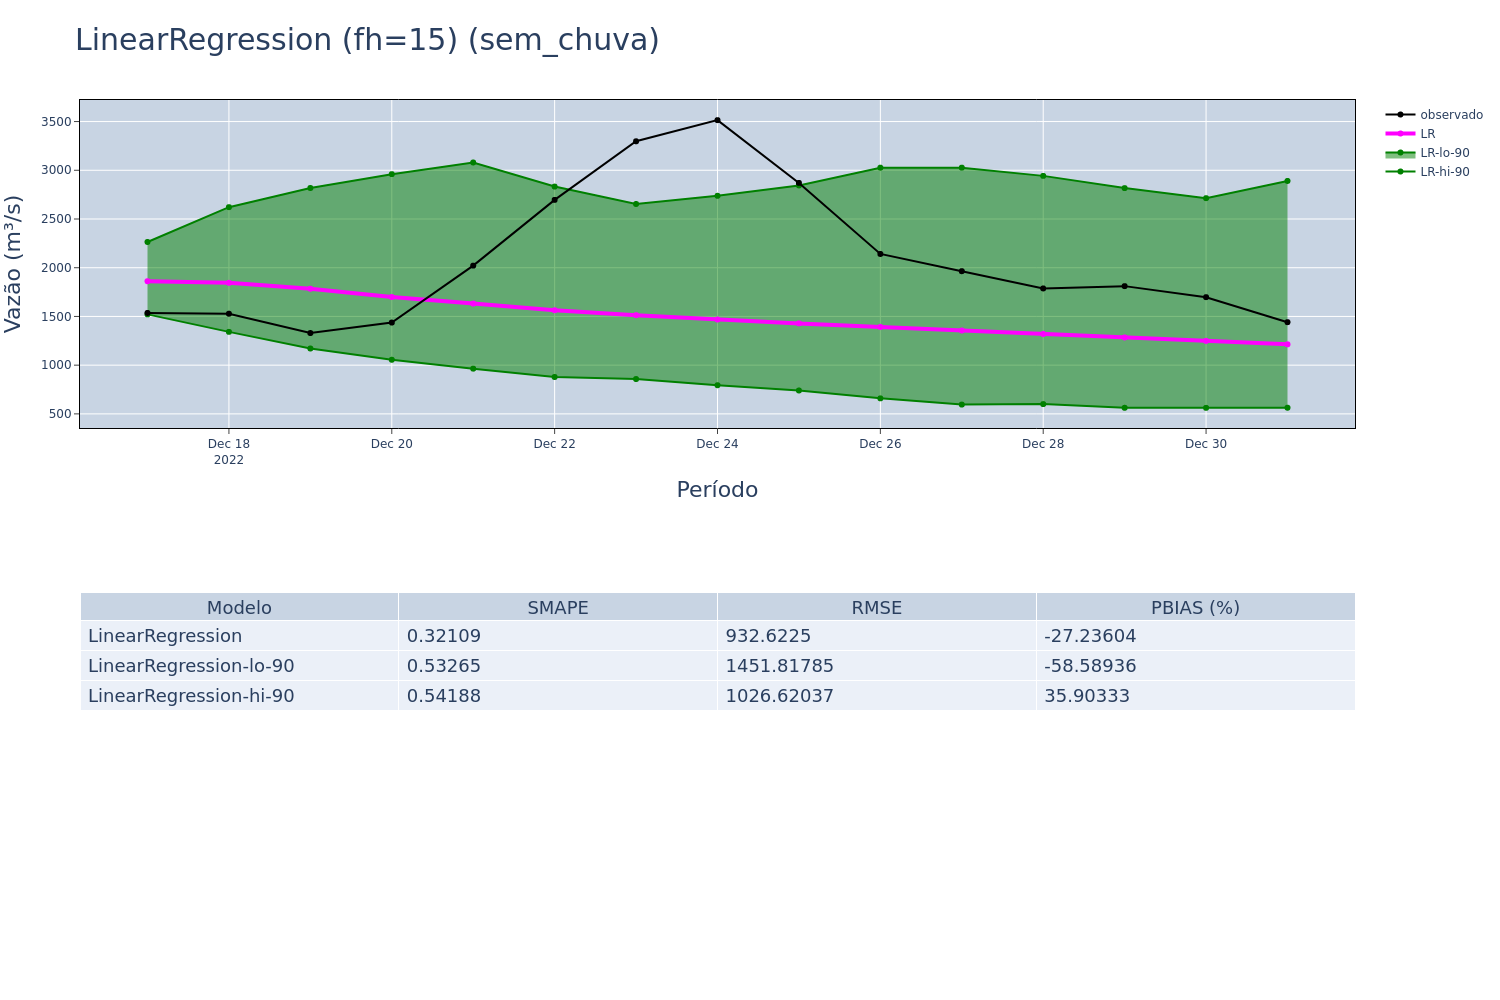 LinearRegression (fh=15) (sem_chuva)
Vazão (m³/s)
3500
3000
2500
2000
1500
1000
500
Dec 18
2022
Dec 20
Dec 22
Dec 24
Dec 26
Dec 28
Dec 30
Período
observado
LR
LR-lo-90
LR-hi-90
Modelo SMAPE RMSE PBIAS (%)
LinearRegression 0.32109 932.6225 -27.23604
LinearRegression-lo-90 0.53265 1451.81785 -58.58936
LinearRegression-hi-90 0.54188 1026.62037 35.90333